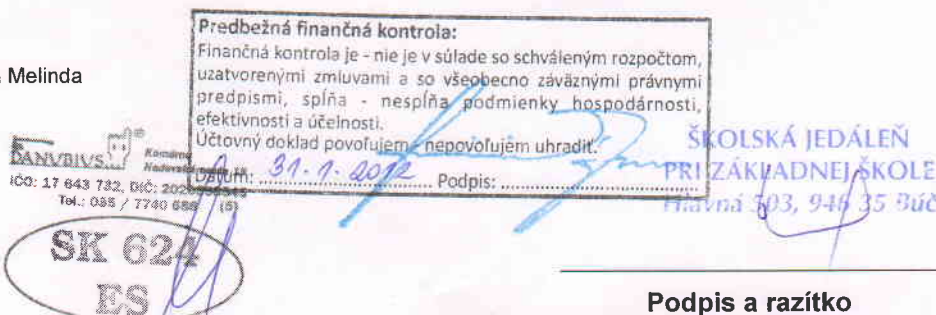 Predbežná finančná kontrola:
Finančná kontrola je - nie je v súlade so schváleným rozpočtom,
uzatvorenými zmluvami a so všeobecno záväznými právnymi
predpismi, spĺňa - nespĺňa podmienky hospodárnosti,
efektívnosti a účelnosti.
Účtovný doklad povoľujem - nepovoľujem uhradiť.
Dátum: 31.1.2012 Podpis:
Melinda
DANVBIVS
IČO: 17 643 732, DIČ:
Tel.: 035 / 7740 (5)
SK 624
ES
ŠKOLSKÁ JEDÁLEŇ
PRI ZÁKLADNEJ ŠKOLE
Hlavná 503, 946 35 Búč
Podpis a razítko